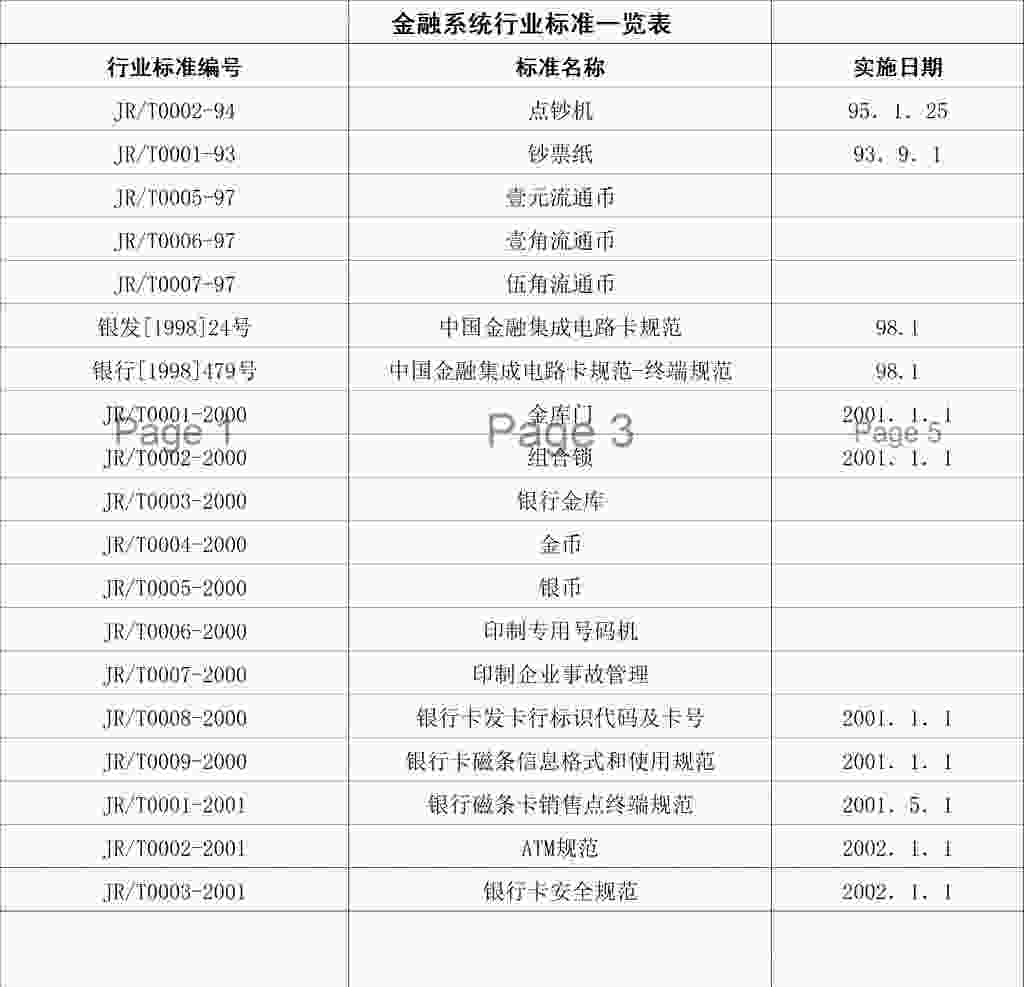 金融系统行业标准一览表
行业标准编号 标准名称 实施日期
JR/T0002-94 点钞机 95. 1. 25
JR/T0001-93 钞票纸 93. 9. 1
JR/T0005-97 壹元流通币
JR/T0006-97 壹角流通币
JR/T0007-97 伍角流通币
银发[1998]24号 中国金融集成电路卡规范 98.1
银行[1998]479号 中国金融集成电路卡规范-终端规范 98.1
JR/T0001-2000 金库门 2001. 1. 1
Page 1 Page 3 Page 5
JR/T0002-2000 组合锁 2001. 1. 1
JR/T0003-2000 银行金库
JR/T0004-2000 金币
JR/T0005-2000 银币
JR/T0006-2000 印制专用号码机
JR/T0007-2000 印制企业事故管理
JR/T0008-2000 银行卡发卡行标识代码及卡号 2001. 1. 1
JR/T0009-2000 银行卡磁条信息格式和使用规范 2001. 1. 1
JR/T0001-2001 银行磁条卡销售点终端规范 2001. 5. 1
JR/T0002-2001 ATM规范 2002. 1. 1
JR/T0003-2001 银行卡安全规范 2002. 1. 1